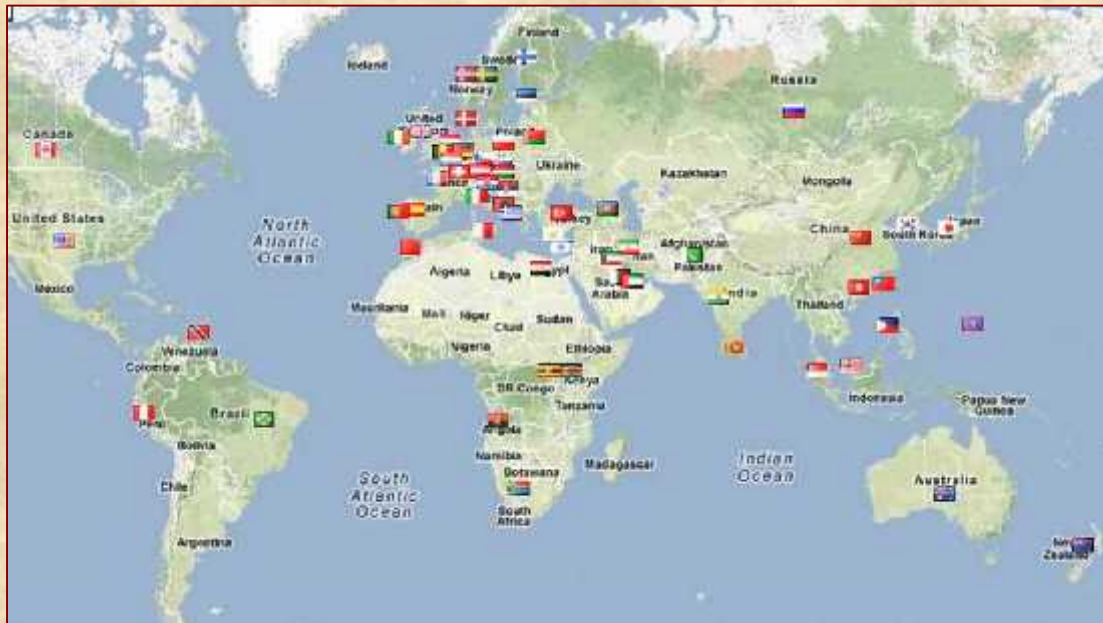 Finland
Iceland
Russia
Norway
United
Canada
Ukraine
Kazakhstan
Mongolia
United States
North
Atlantic
Ocean
China
South Korea
Afghanistan
Iran
Pakistan
Algeria
Libya
Mexico
Saudi
Arabia
India
Mauritania
Mali
Niger
Chad
Sudan
Thailand
Nigeria
Ethiopia
Venezuela
Colombia
DR Congo
Kenya
Tanzania
Indonesia
Papua New
Guinea
Brazil
Peru
Angola
Bolivia
Namibia
Botswana
Madagascar
Indian
Ocean
Chile
South
Atlantic
Ocean
Australia
South
Africa
Argentina
New
Zealand